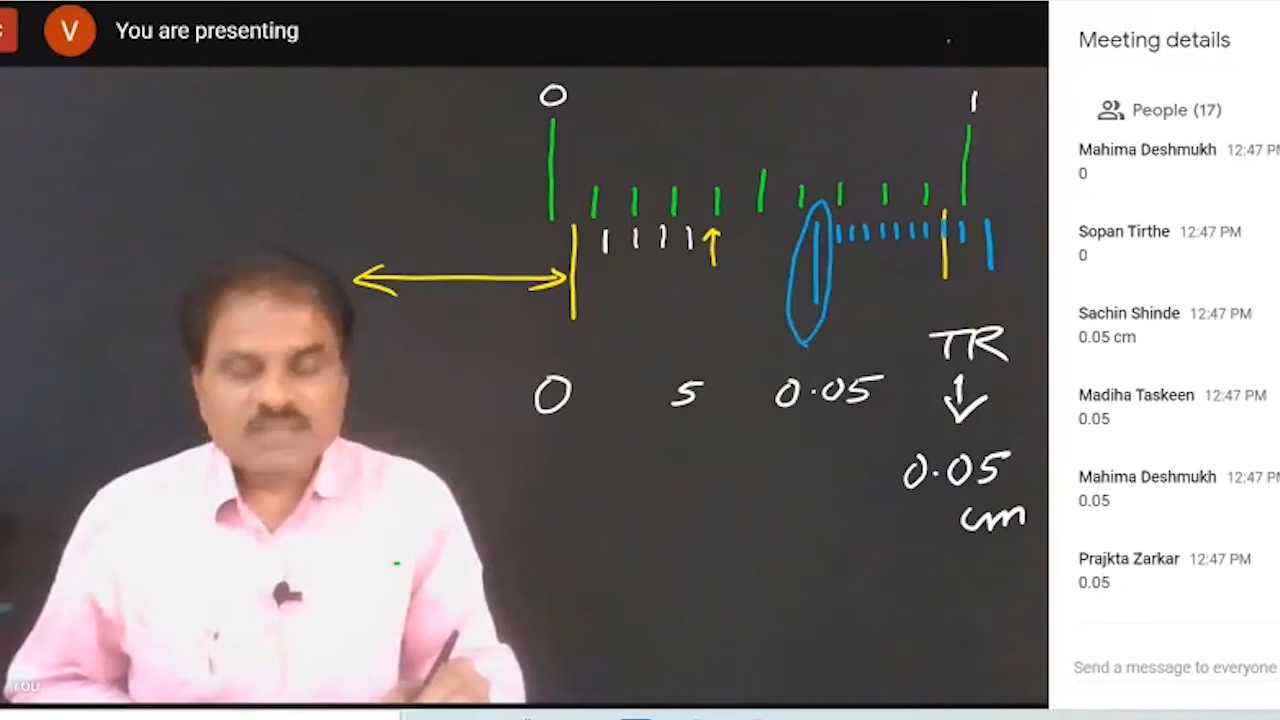 V You are presenting
Meeting details
People (17)
0 1
0 5 0.05
TR
0.05
cm
Mahima Deshmukh 12:47 PM
0
Sopan Tirthe 12:47 PM
0
Sachin Shinde 12:47 PM
0.05 cm
Madiha Taskeen 12:47 PM
0.05
Mahima Deshmukh 12:47 PM
0.05
Prajkta Zarkar 12:47 PM
0.05
YOU
Send a message to everyone